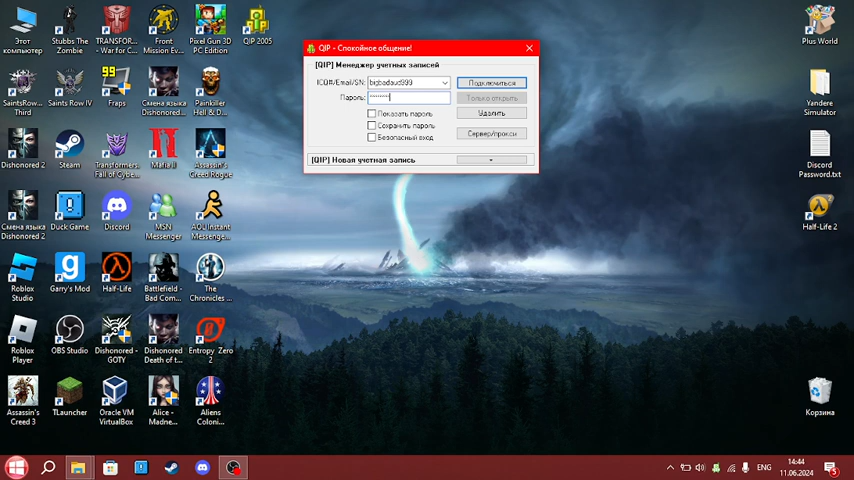 Этот компьютер
Stubbs The Zombie
TRANSFOR... - War for C...
Front Mission Ev...
Pixel Gun 3D PC Edition
QIP 2005
Plus World
SaintsRow... Third
Saints Row IV
99
Fraps
Смена языка Dishonored 2
Painkiller Hell & D...
Yandere Simulator
Dishonored 2
Steam
Transformers. Fall of Cybe...
Mafia II
Assassin's Creed Rogue
Discord Password.txt
Смена языка Dishonored 2
Duck Game
Discord
MSN Messenger
AOL Instant Messenge...
Half-Life 2
Roblox Studio
Garry's Mod
Half-Life
Battlefield - Bad Com...
The Chronicles ...
Roblox Player
OBS Studio
Dishonored - GOTY
Dishonored Death of t...
Entropy Zero 2
Assassin's Creed 3
TLauncher
Oracle VM VirtualBox
Alice - Madne...
Aliens Coloni...
Корзина
QIP - Спокойное общение!
[QIP] Менеджер учетных записей
ICQ#/Email/SN:
bigbadaud999
Подключиться
Пароль:
********
Только открыть
Показать пароль
Удалить
Сохранить пароль
Безопасный вход
Сервер/прокси
[QIP] Новая учетная запись
ENG
14:44
11.06.2024
5